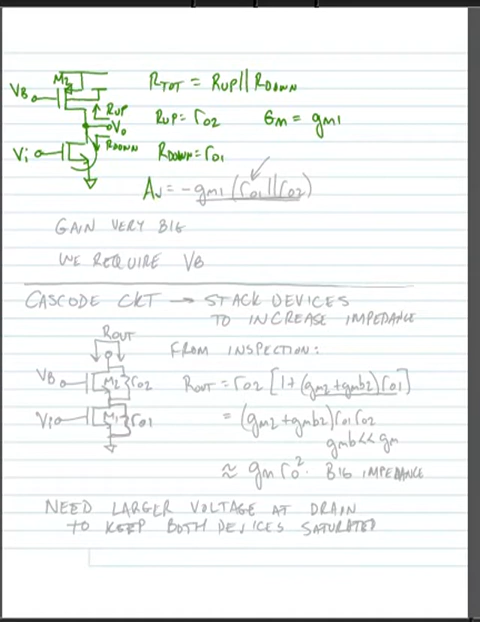 M2
VB
RTOT = RUP || RDOWN
RUP
Vo
RUP = ro2   Gm = gm1
RDOWN
Vi
RDOWN = ro1
Av = -gm1 (ro1 || ro2)
GAIN VERY BIG
WE REQUIRE VB
CASCODE CKT → STACK DEVICES
TO INCREASE IMPEDANCE
ROUT
FROM INSPECTION:
VB M2 ro2
ROUT = ro2 [1 + (gm2 + gmb2) ro1]
Vi M1 ro1
= (gm2 + gmb2) ro1 ro2
gmb << gm
≈ gm ro². BIG IMPEDANCE
NEED LARGER VOLTAGE AT DRAIN
TO KEEP BOTH DEVICES SATURATED